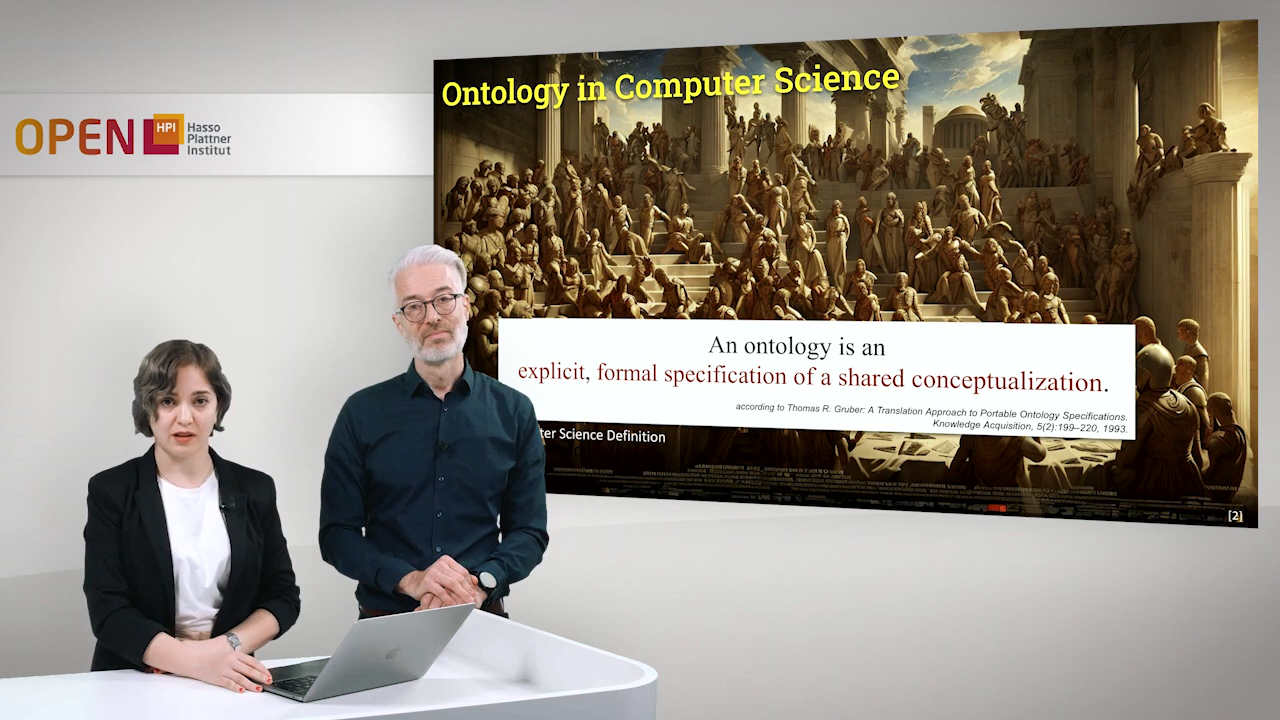 OPEN
HPI
Hasso
Plattner
Institut
Ontology in Computer Science
An ontology is an
explicit, formal specification of a shared conceptualization.
according to Thomas R. Gruber: A Translation Approach to Portable Ontology Specifications.
Knowledge Acquisition, 5(2):199–220, 1993.
Science Definition
[2]